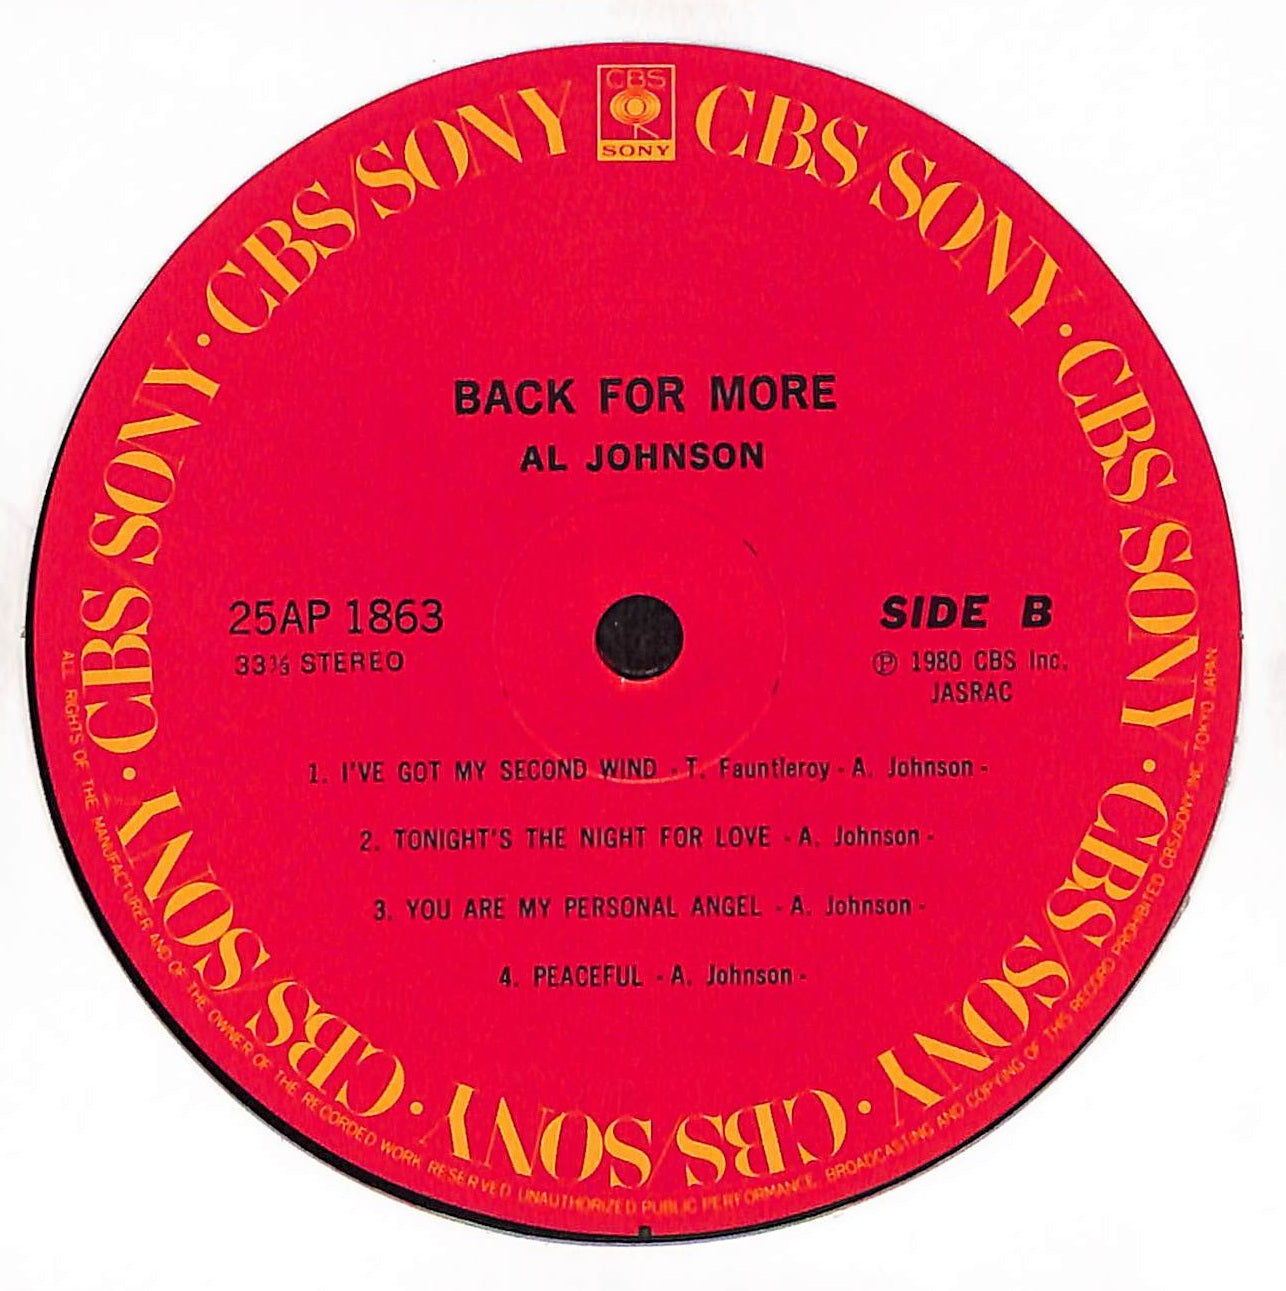 CBS
SONY
CBS/SONY · CBS/SONY · CBS/SONY · CBS/SONY · CBS/SONY · CBS/SONY · CBS/SONY
BACK FOR MORE
AL JOHNSON
25AP 1863
33⅓ STEREO
SIDE B
Ⓟ 1980 CBS Inc.
JASRAC
1. I'VE GOT MY SECOND WIND - T. Fauntleroy - A. Johnson -
2. TONIGHT'S THE NIGHT FOR LOVE - A. Johnson -
3. YOU ARE MY PERSONAL ANGEL - A. Johnson -
4. PEACEFUL - A. Johnson -
ALL RIGHTS OF THE MANUFACTURER AND OF THE OWNER OF THE RECORDED WORK RESERVED UNAUTHORIZED PUBLIC PERFORMANCE, BROADCASTING AND COPYING OF THIS RECORD PROHIBITED CBS/SONY INC. TOKYO JAPAN